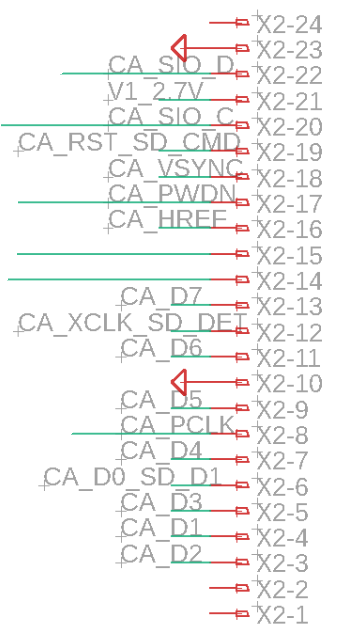 X2-24
X2-23
CA_SIO_D X2-22
V1_2.7V X2-21
CA_SIO_C X2-20
CA_RST_SD_CMD X2-19
CA_VSYNC X2-18
CA_PWDN X2-17
CA_HREF X2-16
X2-15
X2-14
CA_D7 X2-13
CA_XCLK_SD_DET X2-12
CA_D6 X2-11
X2-10
CA_D5 X2-9
CA_PCLK X2-8
CA_D4 X2-7
CA_D0_SD_D1 X2-6
CA_D3 X2-5
CA_D1 X2-4
CA_D2 X2-3
X2-2
X2-1